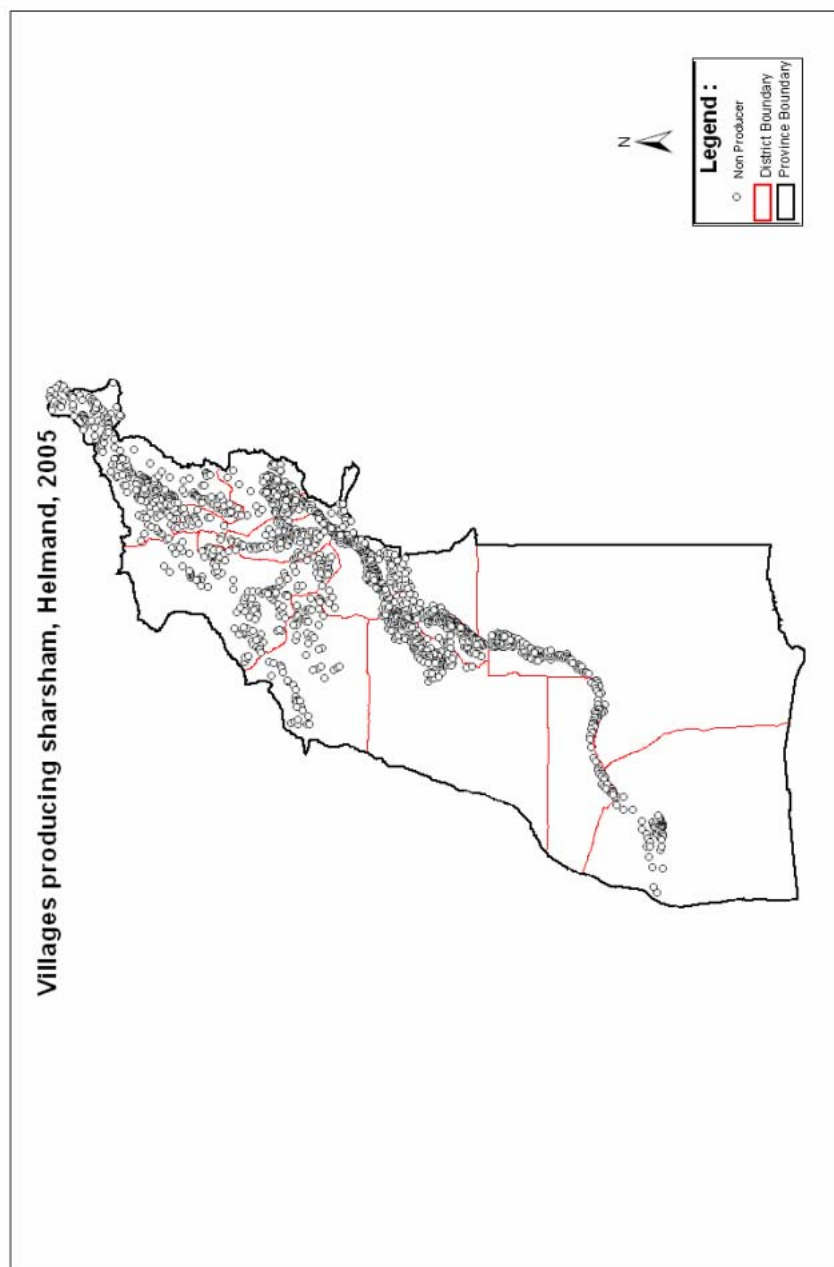 Villages producing sharsham, Helmand, 2005
N
Legend :
Non Producer
District Boundary
Province Boundary